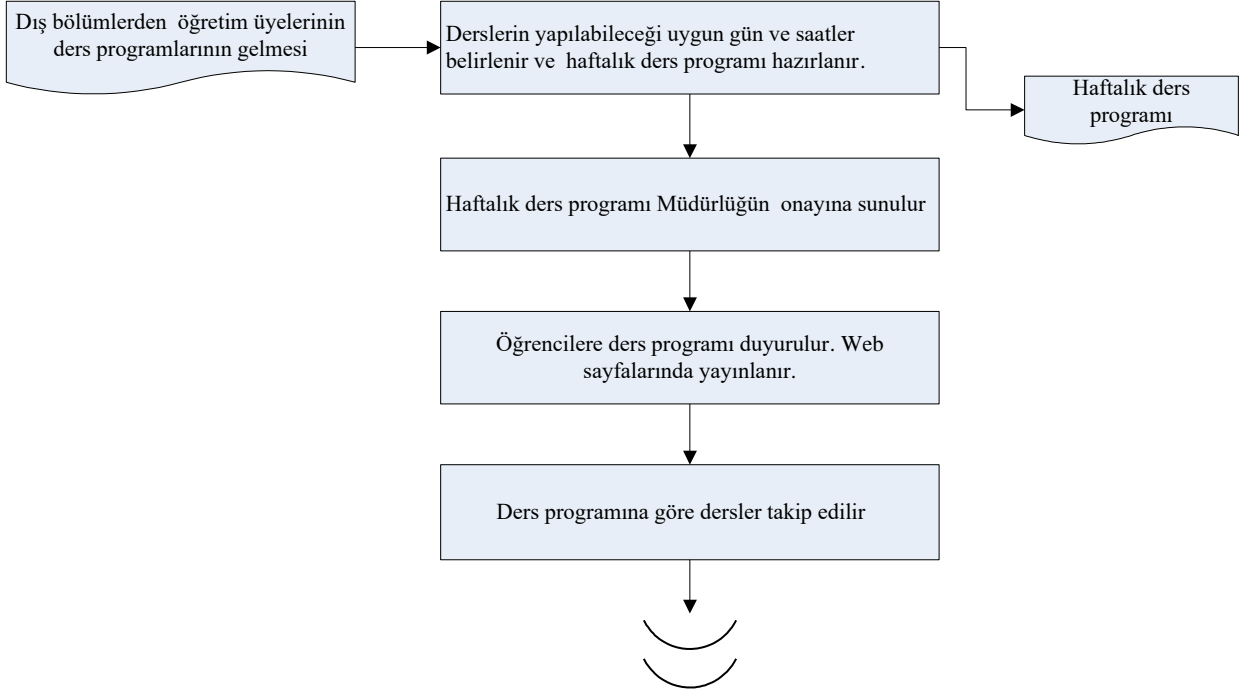 Dış bölümlerden öğretim üyelerinin
ders programlarının gelmesi
Derslerin yapılabileceği uygun gün ve saatler
belirlenir ve haftalık ders programı hazırlanır.
Haftalık ders
programı
Haftalık ders programı Müdürlüğün onayına sunulur
Öğrencilere ders programı duyurulur. Web
sayfalarında yayınlanır.
Ders programına göre dersler takip edilir